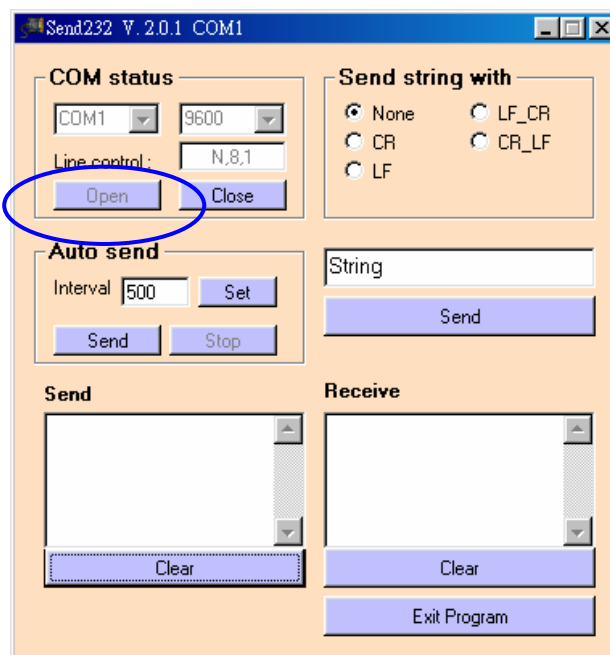 Send232 V. 2.0.1 COM1
COM status
COM1
9600
Line control :
N,8,1
Open
Close
Send string with
None
LF_CR
CR
CR_LF
LF
Auto send
Interval
500
Set
Send
Stop
String
Send
Send
Receive
Clear
Clear
Exit Program